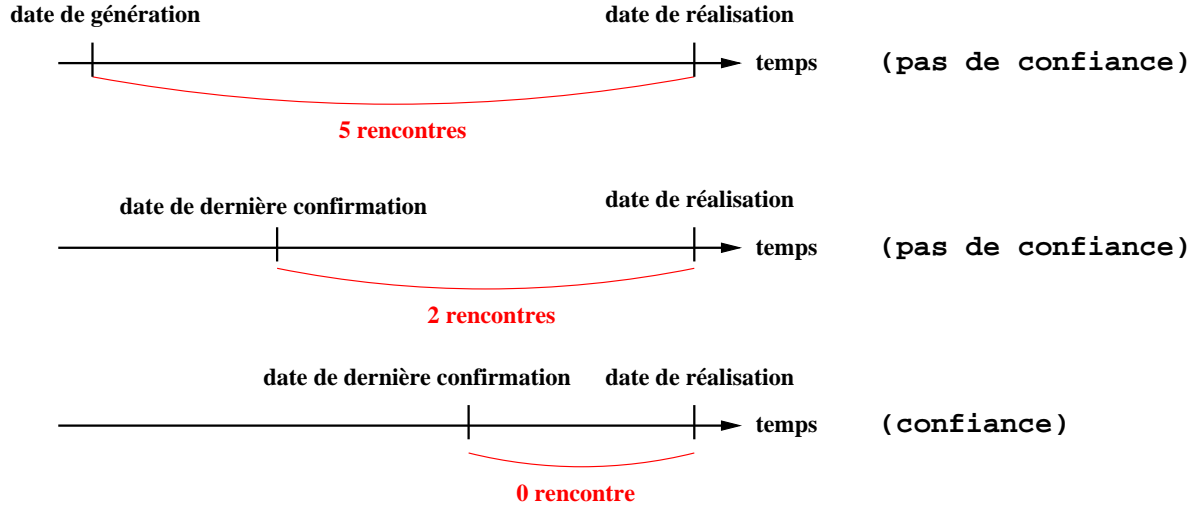 date de génération
date de réalisation
temps
(pas de confiance)
5 rencontres
date de dernière confirmation
date de réalisation
temps
(pas de confiance)
2 rencontres
date de dernière confirmation
date de réalisation
temps
(confiance)
0 rencontre